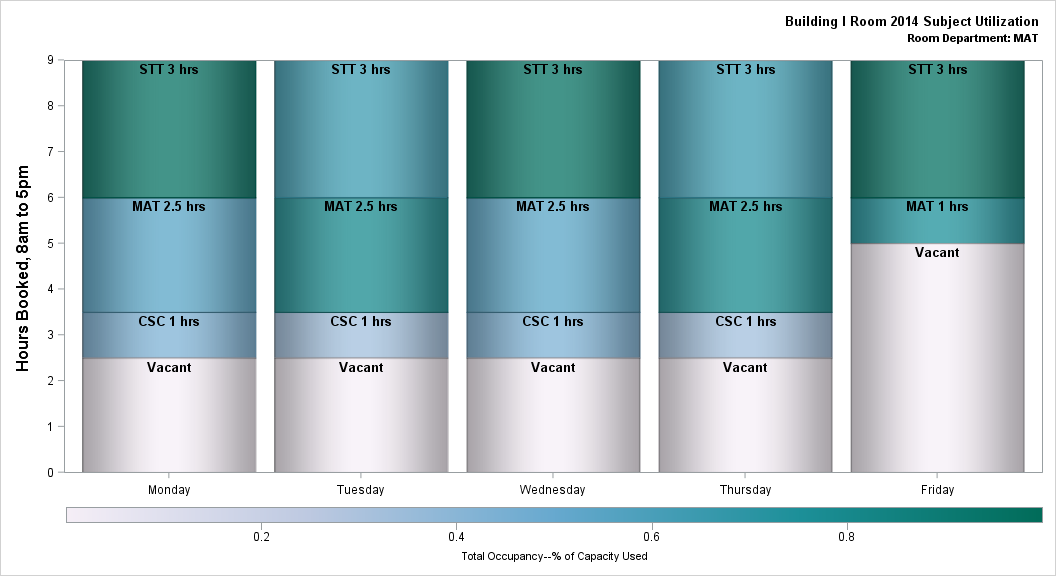 Building I Room 2014 Subject Utilization
Room Department: MAT
Hours Booked, 8am to 5pm
9
8
7
6
5
4
3
2
1
0
STT 3 hrs
MAT 2.5 hrs
CSC 1 hrs
Vacant
STT 3 hrs
MAT 2.5 hrs
CSC 1 hrs
Vacant
STT 3 hrs
MAT 2.5 hrs
CSC 1 hrs
Vacant
STT 3 hrs
MAT 2.5 hrs
CSC 1 hrs
Vacant
STT 3 hrs
MAT 1 hrs
Vacant
Monday Tuesday Wednesday Thursday Friday
0.2 0.4 0.6 0.8
Total Occupancy--% of Capacity Used